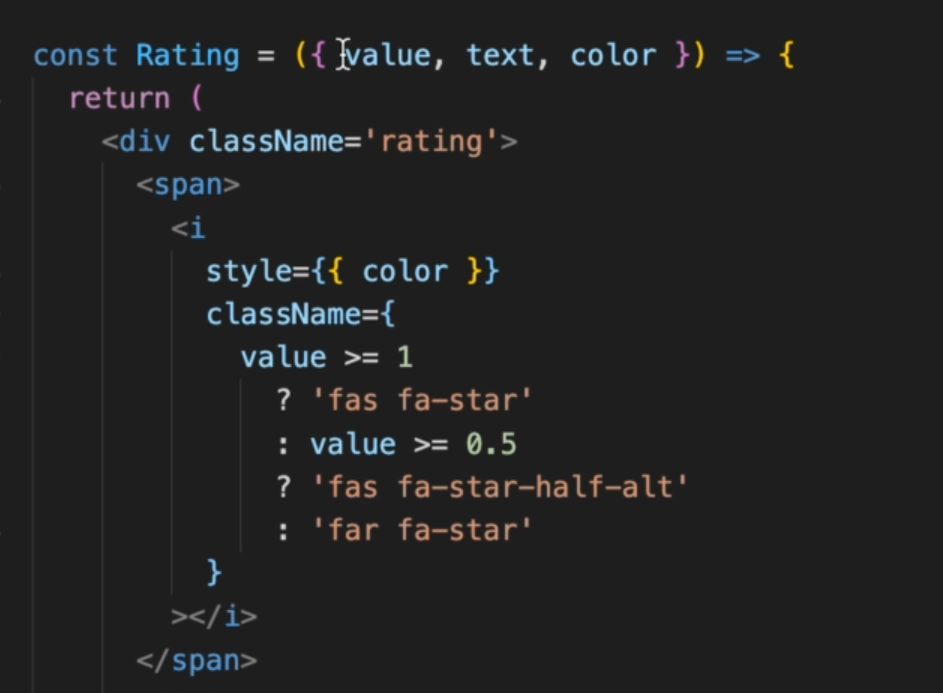 const Rating = ({ value, text, color }) => {
return (
<div className='rating'>
<span>
<i
style={{ color }}
className={
value >= 1
? 'fas fa-star'
: value >= 0.5
? 'fas fa-star-half-alt'
: 'far fa-star'
}
></i>
</span>